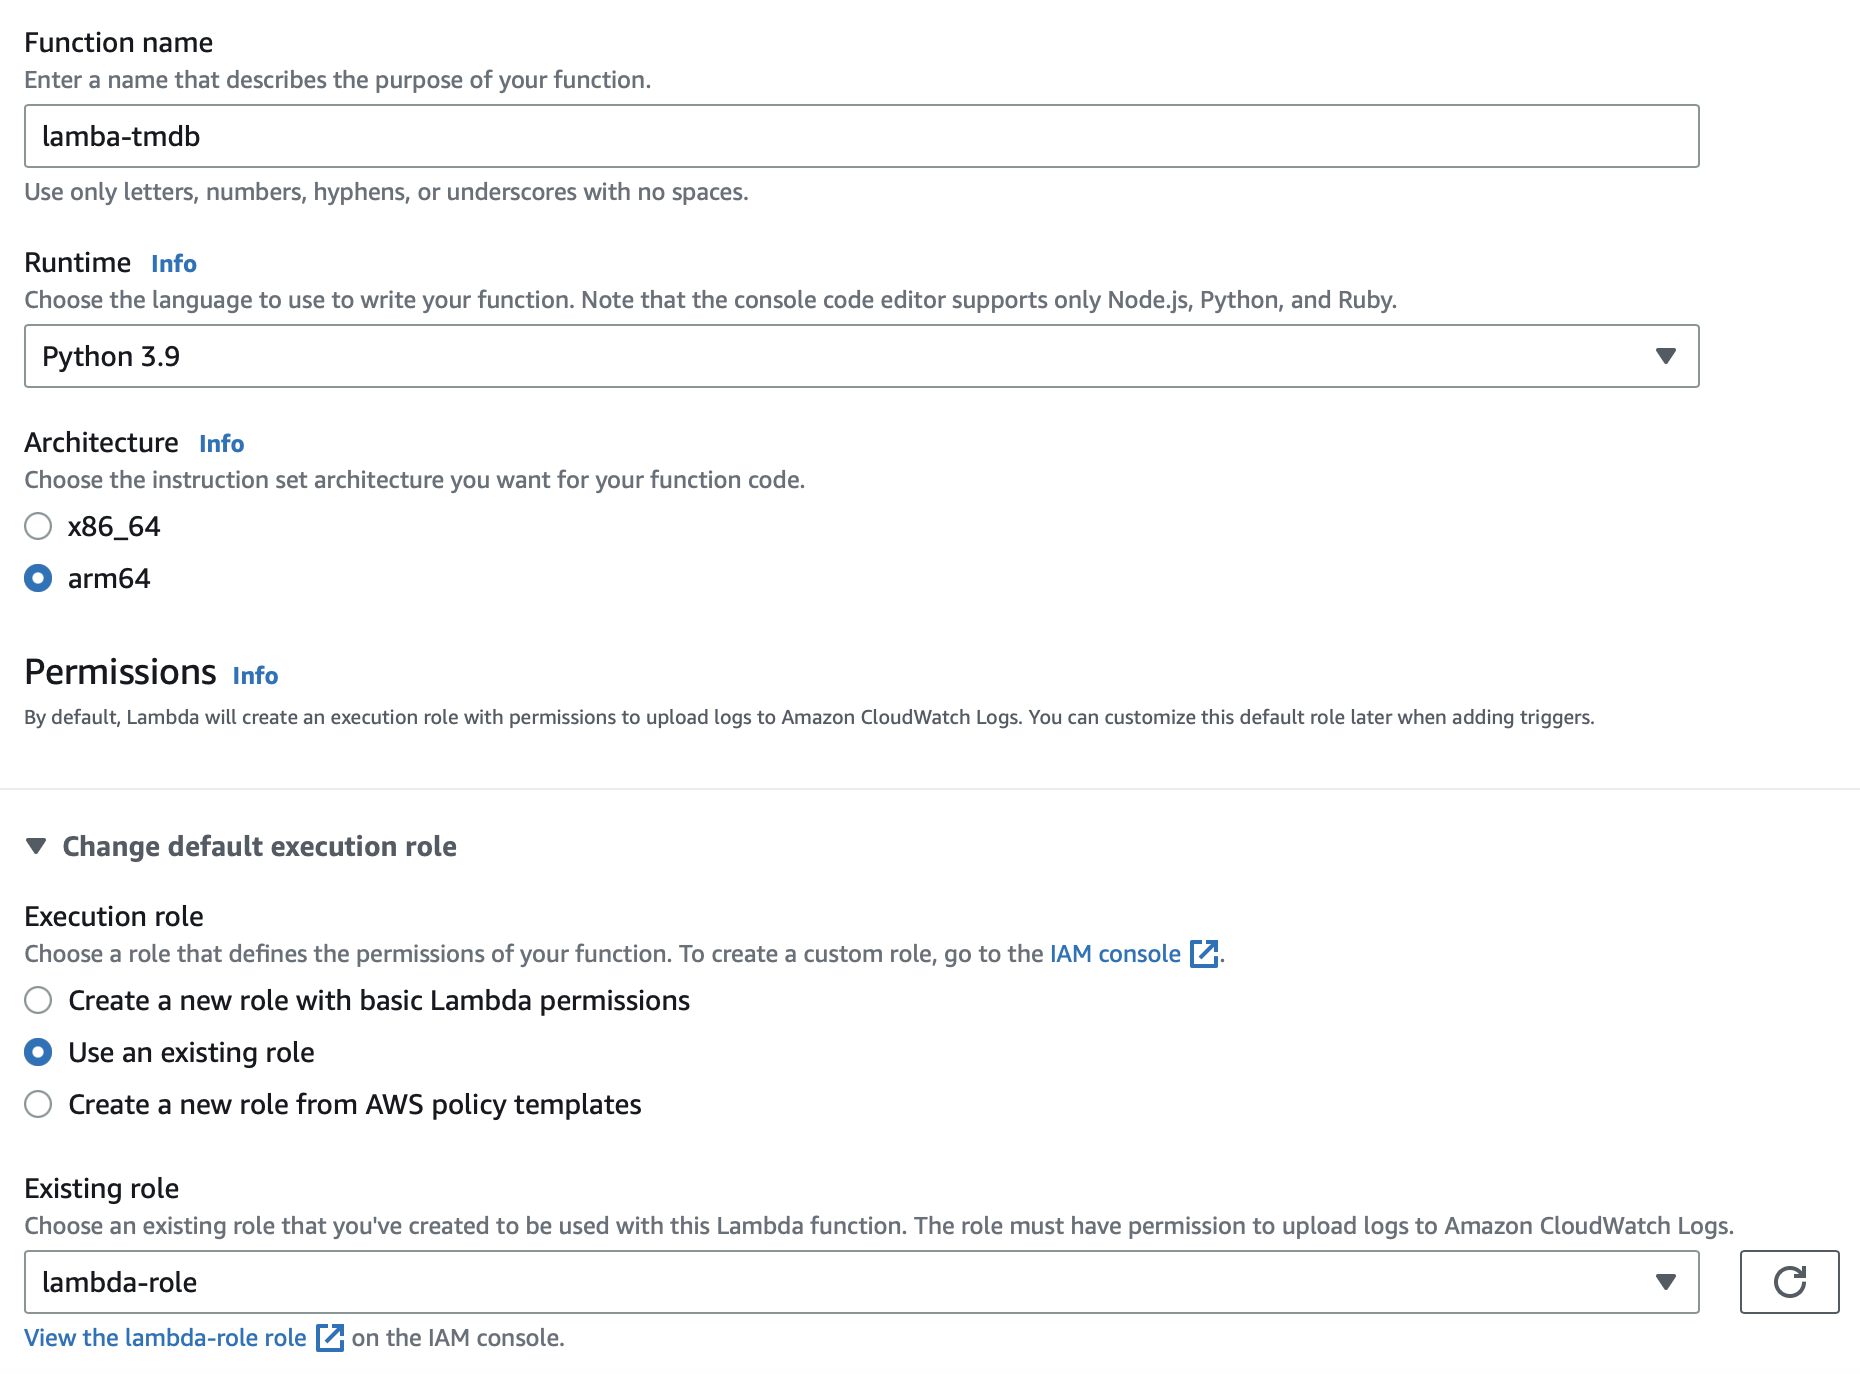 Function name
Enter a name that describes the purpose of your function.
lamba-tmdb
Use only letters, numbers, hyphens, or underscores with no spaces.
Runtime Info
Choose the language to use to write your function. Note that the console code editor supports only Node.js, Python, and Ruby.
Python 3.9
Architecture Info
Choose the instruction set architecture you want for your function code.
x86_64
arm64
Permissions Info
By default, Lambda will create an execution role with permissions to upload logs to Amazon CloudWatch Logs. You can customize this default role later when adding triggers.
Change default execution role
Execution role
Choose a role that defines the permissions of your function. To create a custom role, go to the IAM console.
Create a new role with basic Lambda permissions
Use an existing role
Create a new role from AWS policy templates
Existing role
Choose an existing role that you've created to be used with this Lambda function. The role must have permission to upload logs to Amazon CloudWatch Logs.
lambda-role
View the lambda-role role on the IAM console.